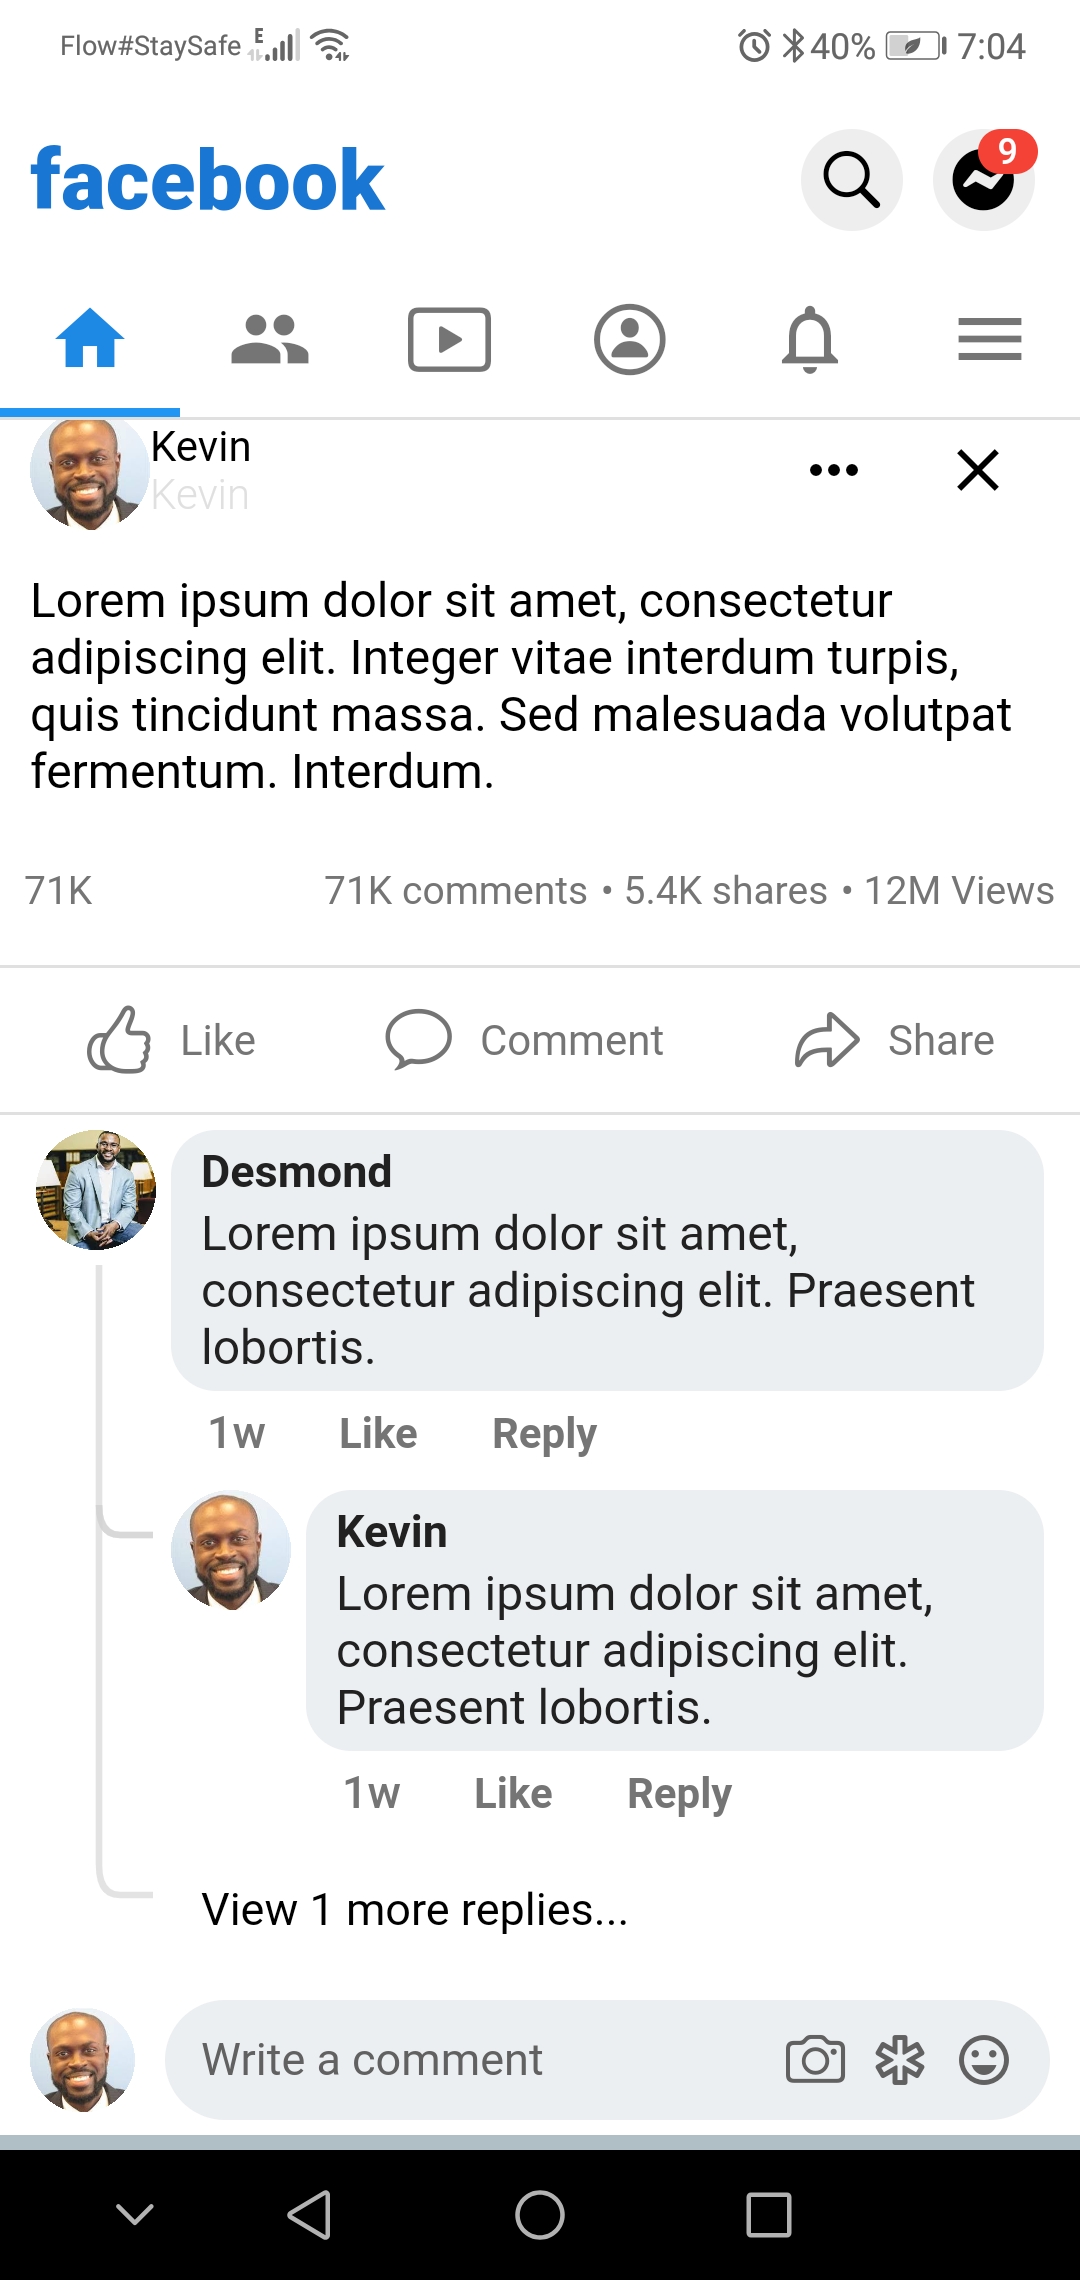 Flow#StaySafe E 40% 7:04
facebook 9
Kevin
Kevin
Lorem ipsum dolor sit amet, consectetur
adipiscing elit. Integer vitae interdum turpis,
quis tincidunt massa. Sed malesuada volutpat
fermentum. Interdum.
71K 71K comments • 5.4K shares • 12M Views
Like Comment Share
Desmond
Lorem ipsum dolor sit amet,
consectetur adipiscing elit. Praesent
lobortis.
1w Like Reply
Kevin
Lorem ipsum dolor sit amet,
consectetur adipiscing elit.
Praesent lobortis.
1w Like Reply
View 1 more replies...
Write a comment